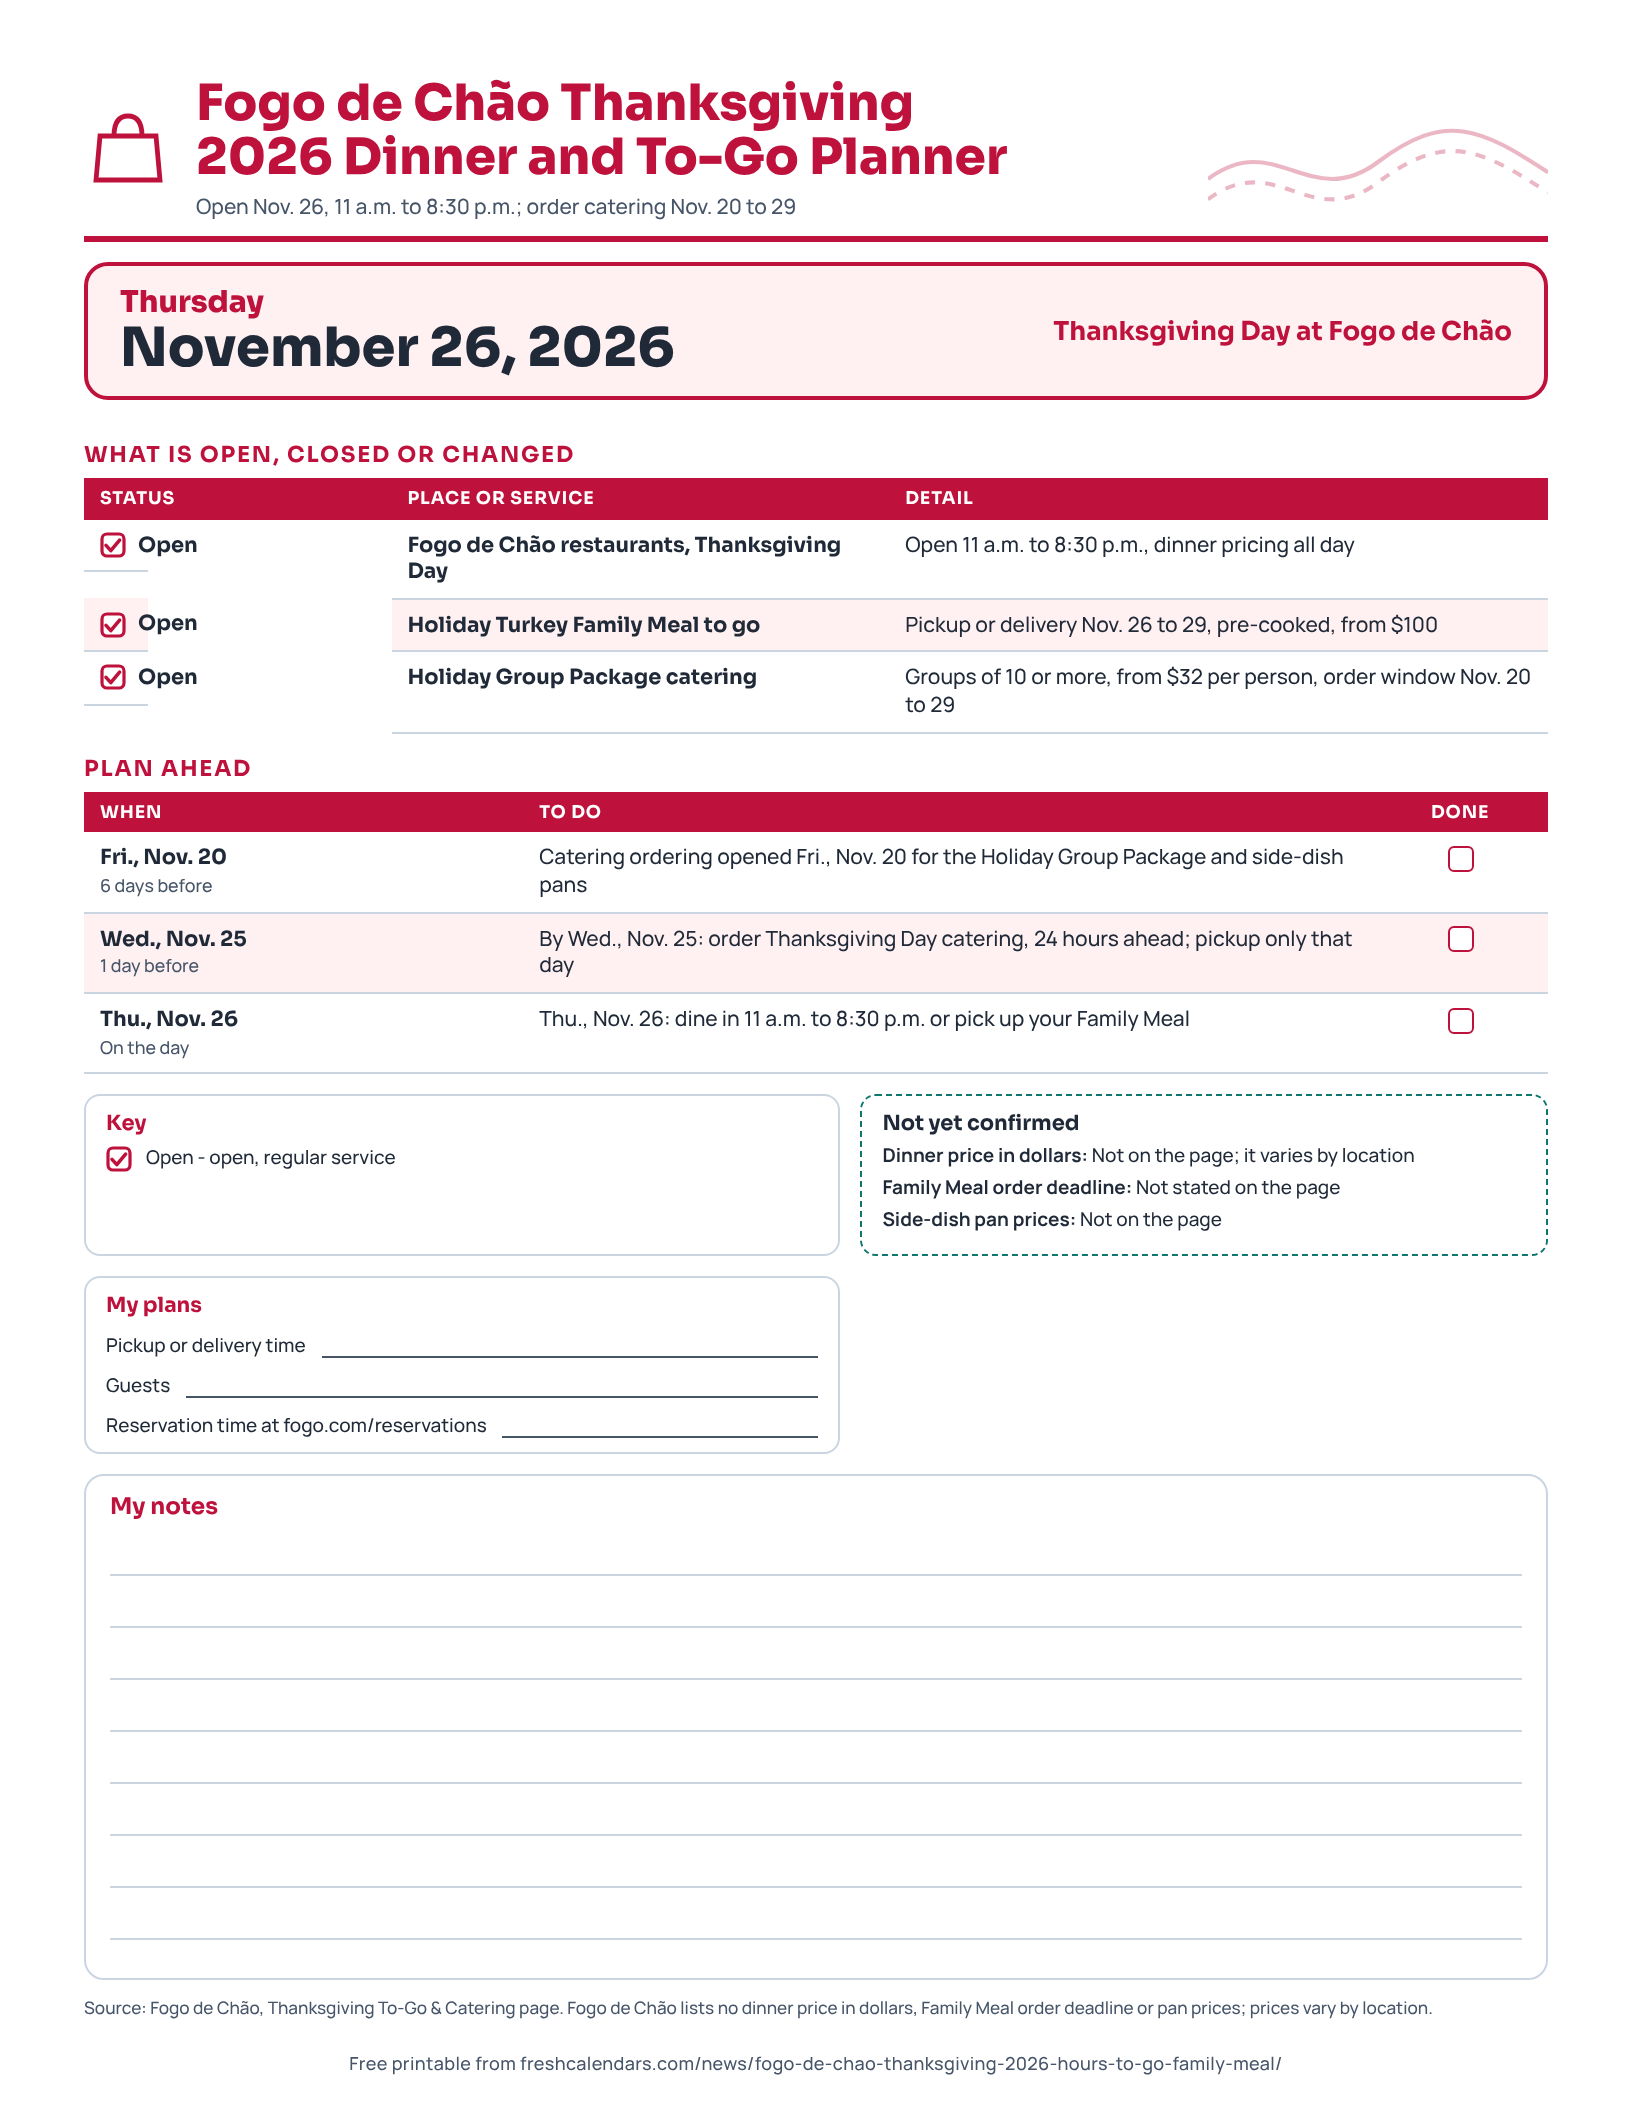 Fogo de Chão Thanksgiving
2026 Dinner and To-Go Planner
Open Nov. 26, 11 a.m. to 8:30 p.m.; order catering Nov. 20 to 29
Thursday
November 26, 2026
Thanksgiving Day at Fogo de Chão
WHAT IS OPEN, CLOSED OR CHANGED
STATUS PLACE OR SERVICE DETAIL
Open Fogo de Chão restaurants, Thanksgiving Open 11 a.m. to 8:30 p.m., dinner pricing all day
Day
Open Holiday Turkey Family Meal to go Pickup or delivery Nov. 26 to 29, pre-cooked, from $100
Open Holiday Group Package catering Groups of 10 or more, from $32 per person, order window Nov. 20
to 29
PLAN AHEAD
WHEN TO DO DONE
Fri., Nov. 20 Catering ordering opened Fri., Nov. 20 for the Holiday Group Package and side-dish
6 days before pans
Wed., Nov. 25 By Wed., Nov. 25: order Thanksgiving Day catering, 24 hours ahead; pickup only that
1 day before day
Thu., Nov. 26 Thu., Nov. 26: dine in 11 a.m. to 8:30 p.m. or pick up your Family Meal
On the day
Key
Open - open, regular service
Not yet confirmed
Dinner price in dollars: Not on the page; it varies by location
Family Meal order deadline: Not stated on the page
Side-dish pan prices: Not on the page
My plans
Pickup or delivery time
Guests
Reservation time at fogo.com/reservations
My notes
Source: Fogo de Chão, Thanksgiving To-Go & Catering page. Fogo de Chão lists no dinner price in dollars, Family Meal order deadline or pan prices; prices vary by location.
Free printable from freshcalendars.com/news/fogo-de-chao-thanksgiving-2026-hours-to-go-family-meal/